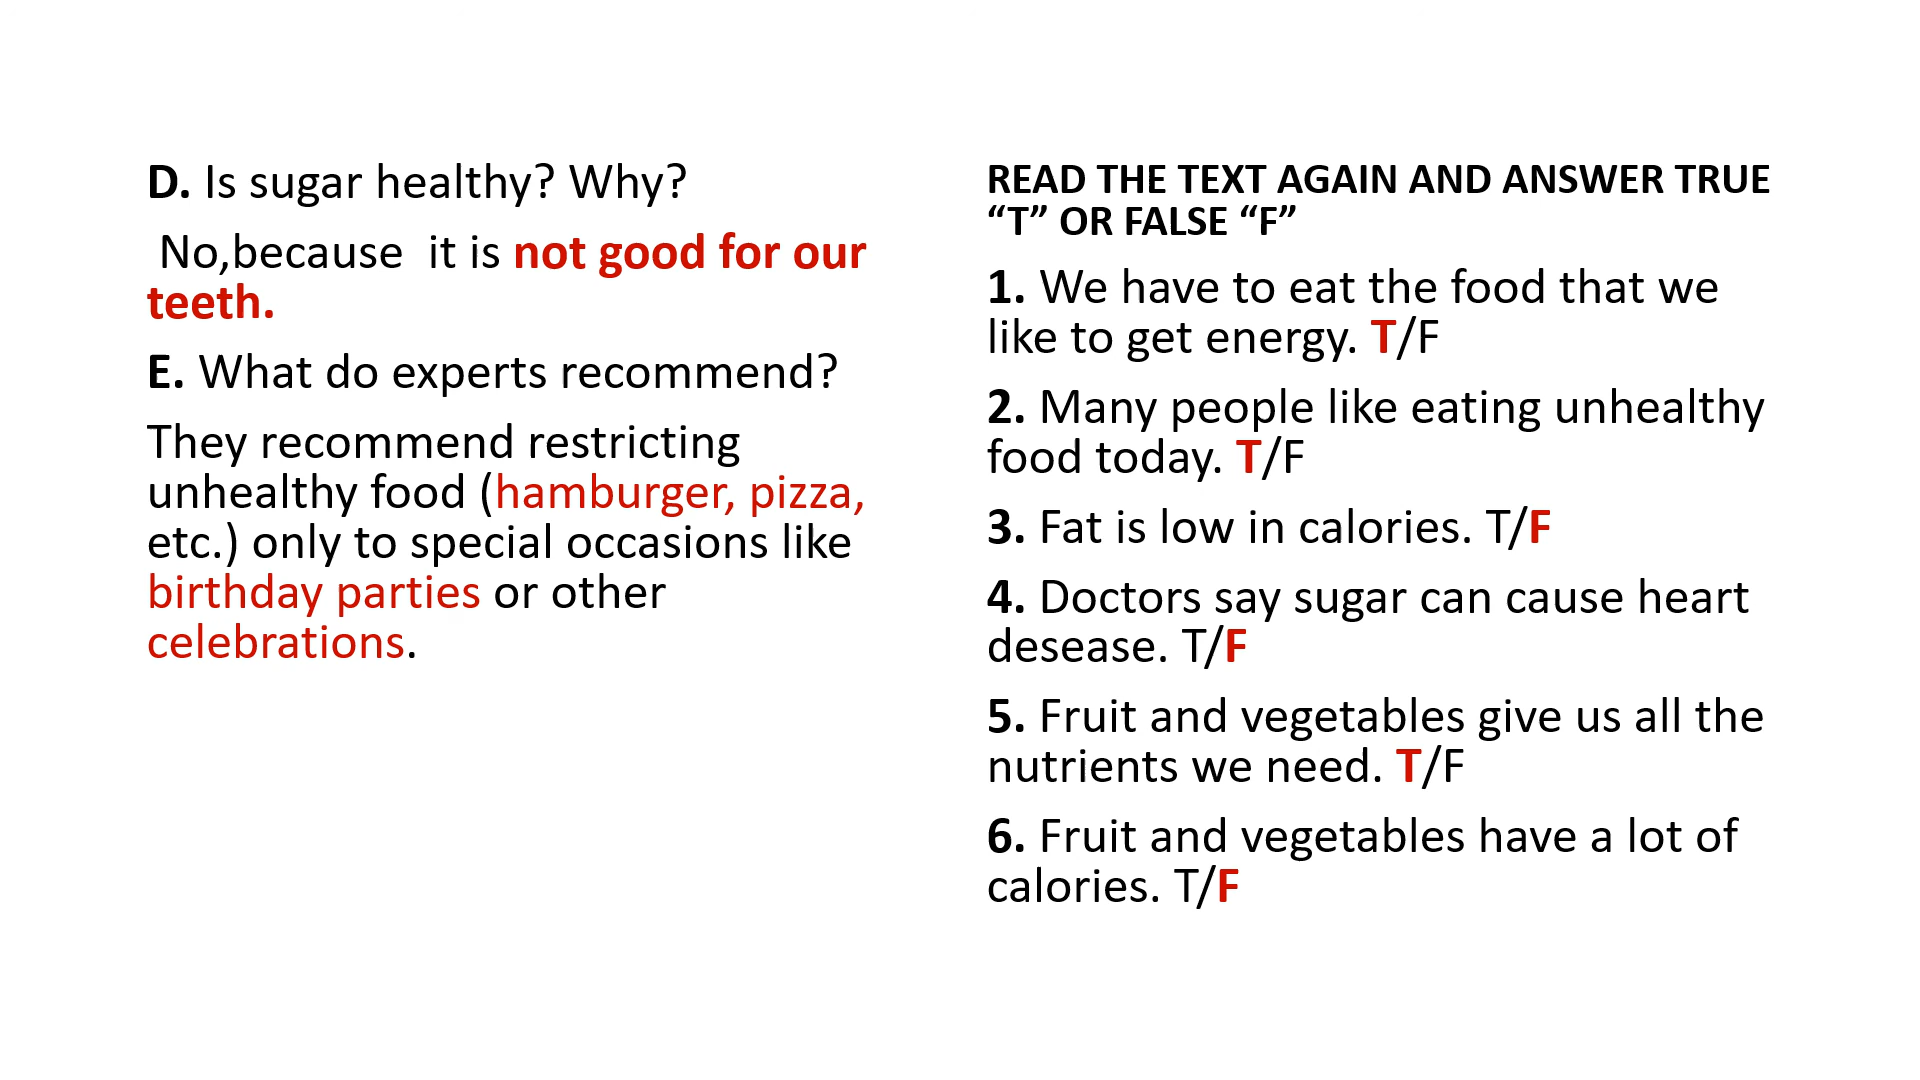 D. Is sugar healthy? Why?
No,because  it is not good for our
teeth.
E. What do experts recommend?
They recommend restricting
unhealthy food (hamburger, pizza,
etc.) only to special occasions like
birthday parties or other
celebrations.
READ THE TEXT AGAIN AND ANSWER TRUE
“T” OR FALSE “F”
1. We have to eat the food that we
like to get energy. T/F
2. Many people like eating unhealthy
food today. T/F
3. Fat is low in calories. T/F
4. Doctors say sugar can cause heart
desease. T/F
5. Fruit and vegetables give us all the
nutrients we need. T/F
6. Fruit and vegetables have a lot of
calories. T/F